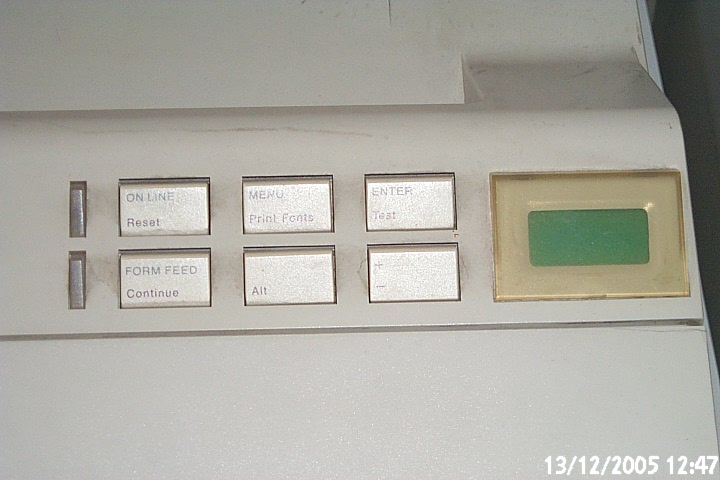 ON LINE
Reset
MENU
Print Fonts
ENTER
Test
FORM FEED
Continue
Alt
+
–
13/12/2005 12:47